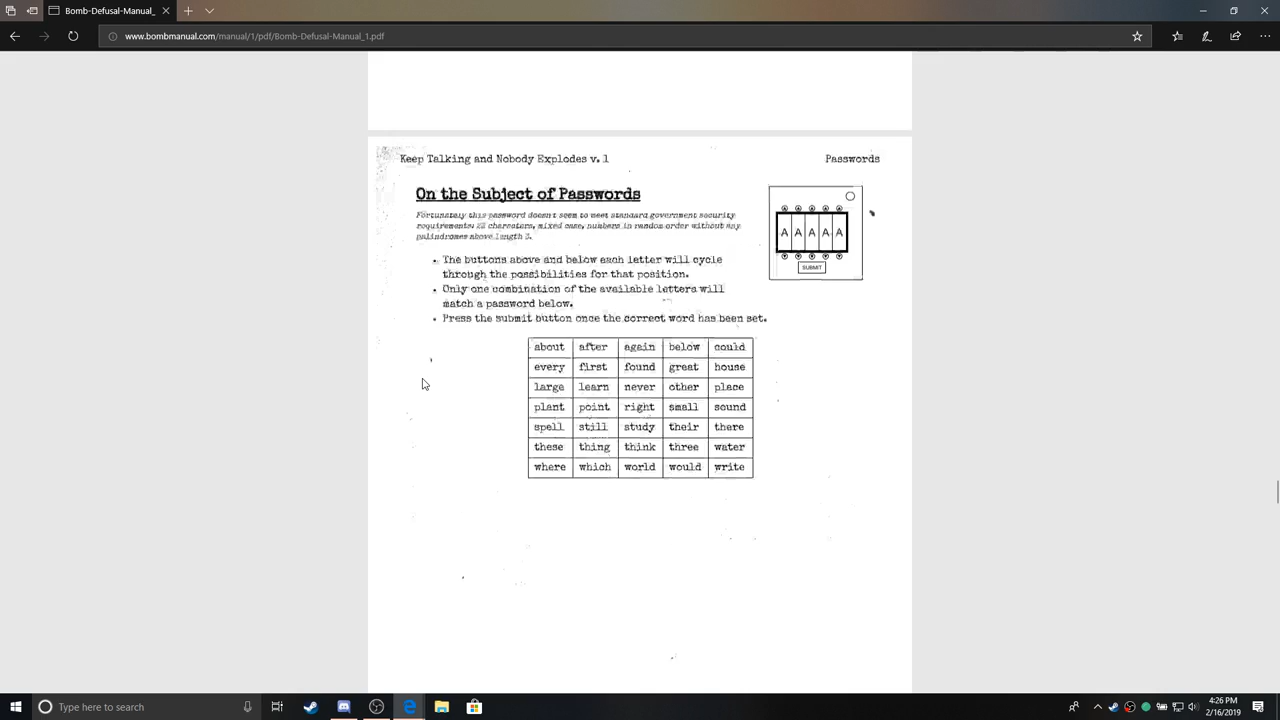 Bomb-Defusal-Manual_
www.bombmanual.com/manual/1/pdf/Bomb-Defusal-Manual_1.pdf
Keep Talking and Nobody Explodes v. 1
Passwords
On the Subject of Passwords
Fortunately this password doesn't seem to meet standard government security
requirements: 22 characters, mixed case, numbers in random order without any
palindromes above length 3.
• The buttons above and below each letter will cycle
through the possibilities for that position.
• Only one combination of the available letters will
match a password below.
• Press the submit button once the correct word has been set.
A A A A A
SUBMIT
about after again below could
every first found great house
large learn never other place
plant point right small sound
spell still study their there
these thing think three water
where which world would write
Type here to search
4:26 PM
2/16/2019